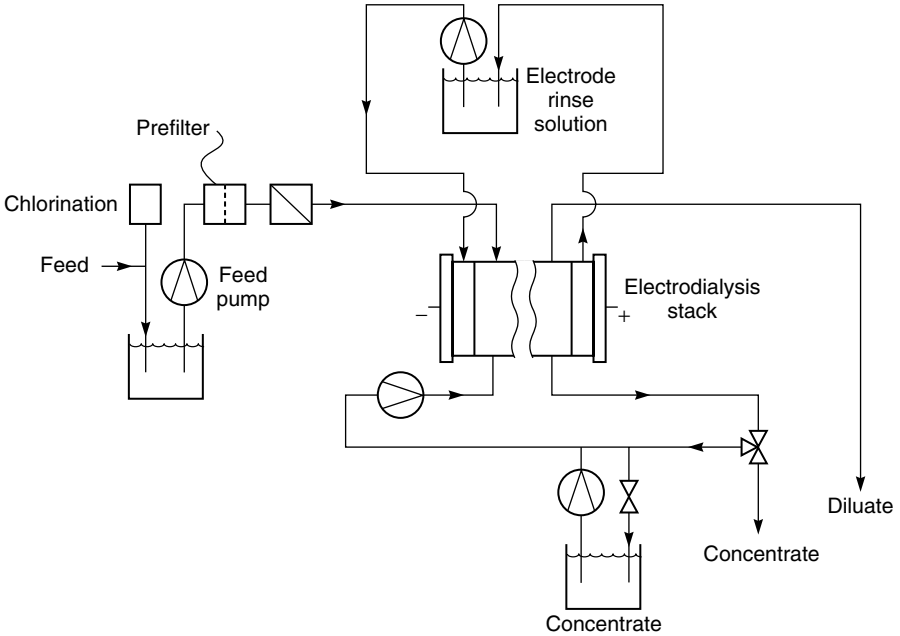 Electrode
rinse
solution
Prefilter
Chlorination
Feed
Feed
pump
Electrodialysis
stack
−
+
Diluate
Concentrate
Concentrate